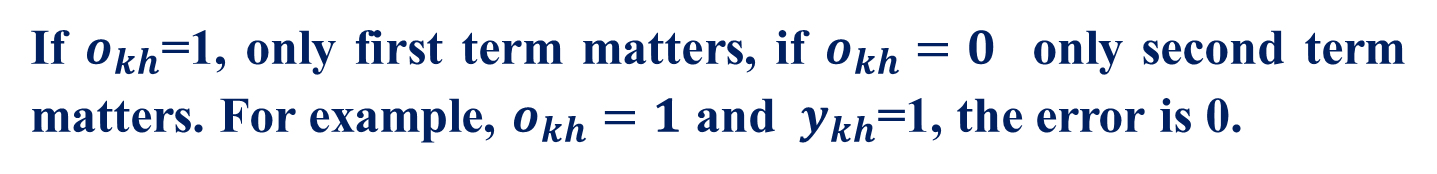 If o_kh=1, only first term matters, if o_kh = 0 only second term
matters. For example, o_kh = 1 and y_kh=1, the error is 0.